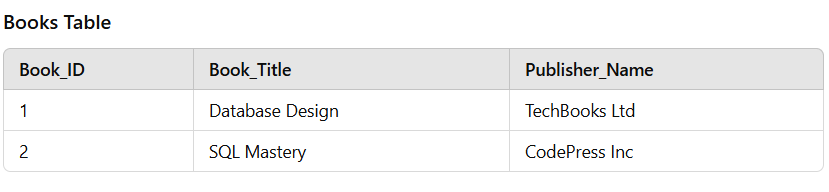 Books Table
Book_ID Book_Title Publisher_Name
1 Database Design TechBooks Ltd
2 SQL Mastery CodePress Inc